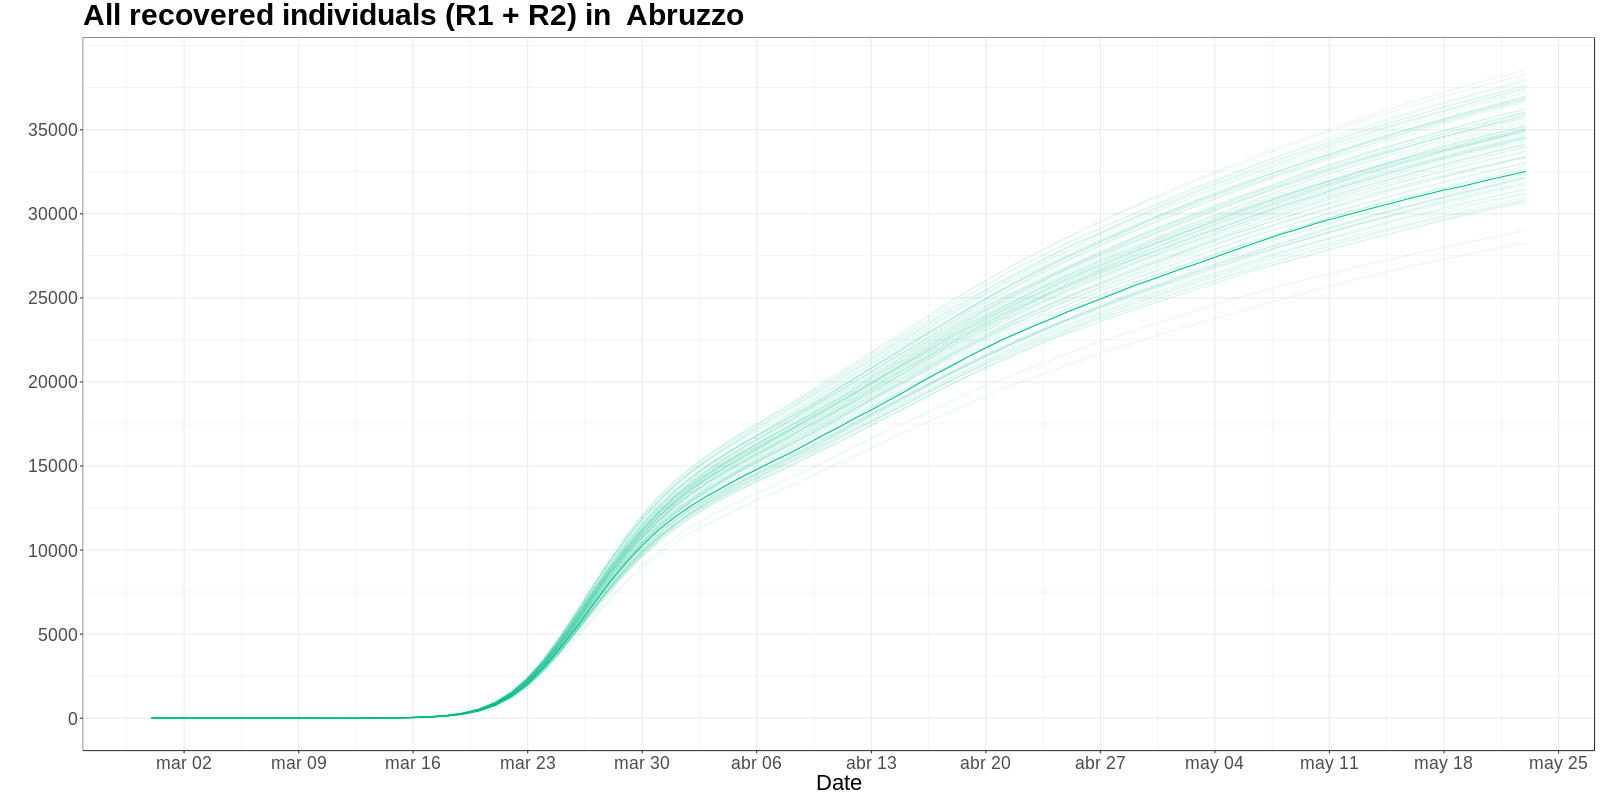 All recovered individuals (R1 + R2) in  Abruzzo
35000
30000
25000
20000
15000
10000
5000
0
mar 02 mar 09 mar 16 mar 23 mar 30 abr 06 abr 13 abr 20 abr 27 may 04 may 11 may 18 may 25
Date